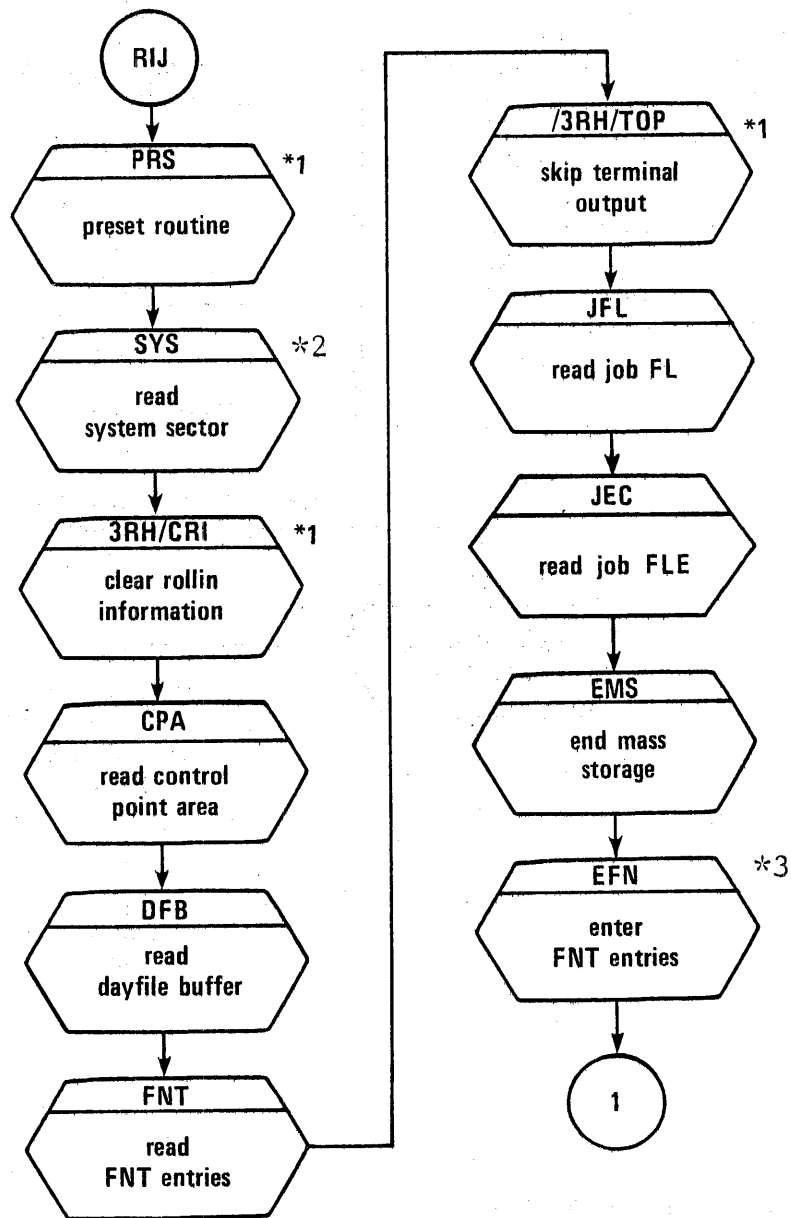 RIJ
PRS *1
preset routine
SYS *2
read
system sector
3RH/CRI *1
clear rollin
information
CPA
read control
point area
DFB
read
dayfile buffer
FNT
read
FNT entries
/3RH/TOP *1
skip terminal
output
JFL
read job FL
JEC
read job FLE
EMS
end mass
storage
EFN *3
enter
FNT entries
1